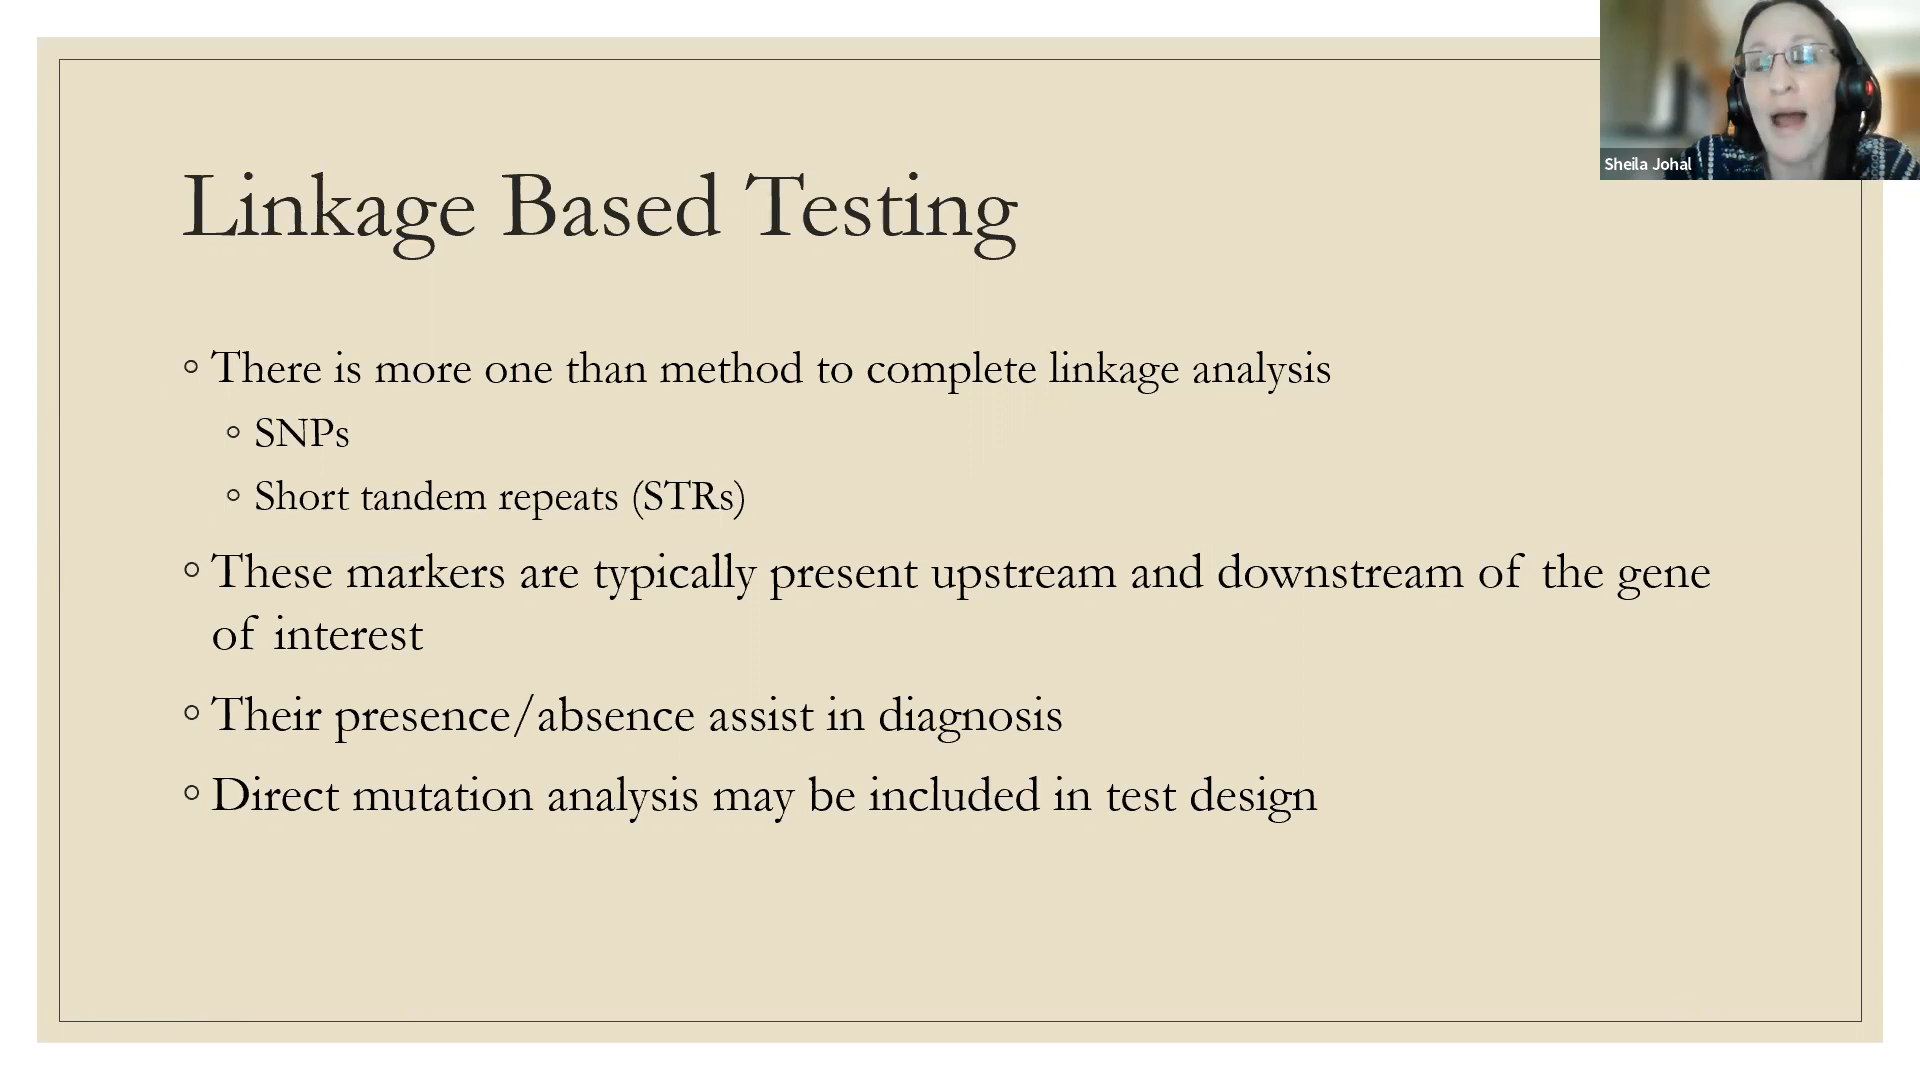 Sheila Johal
Linkage Based Testing
◦ There is more one than method to complete linkage analysis
◦ SNPs
◦ Short tandem repeats (STRs)
◦ These markers are typically present upstream and downstream of the gene
of interest
◦ Their presence/absence assist in diagnosis
◦ Direct mutation analysis may be included in test design